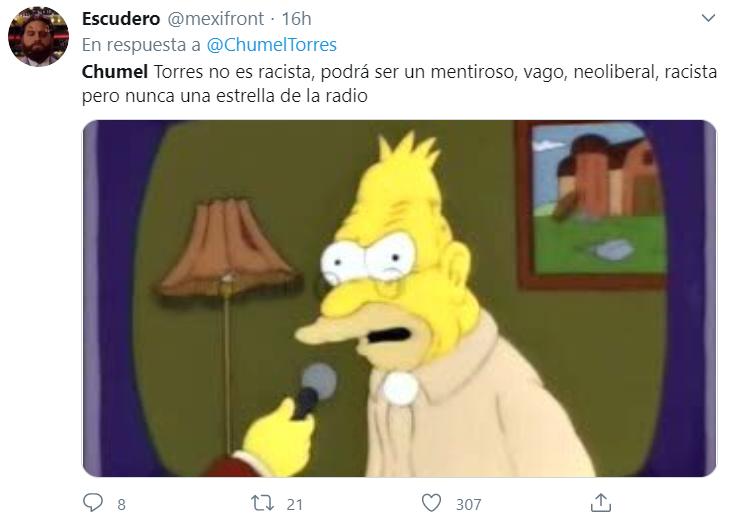 Escudero @mexifront · 16h
En respuesta a @ChumelTorres
Chumel Torres no es racista, podrá ser un mentiroso, vago, neoliberal, racista
pero nunca una estrella de la radio
8 21 307